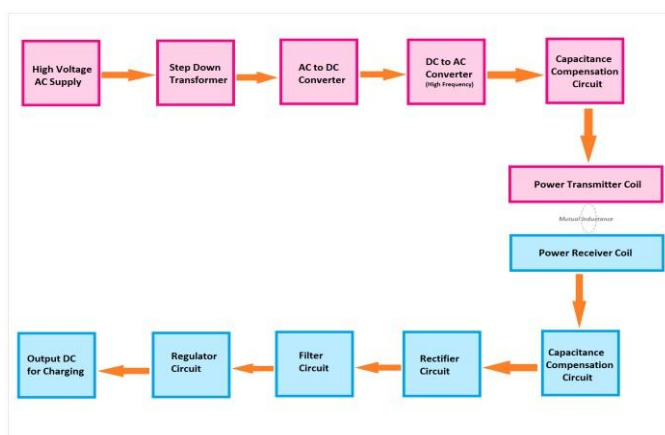 High Voltage
AC Supply
Step Down
Transformer
AC to DC
Converter
DC to AC
Converter
(High Frequency)
Capacitance
Compensation
Circuit
Power Transmitter Coil
Mutual Inductance
Power Receiver Coil
Capacitance
Compensation
Circuit
Rectifier
Circuit
Filter
Circuit
Regulator
Circuit
Output DC
for Charging